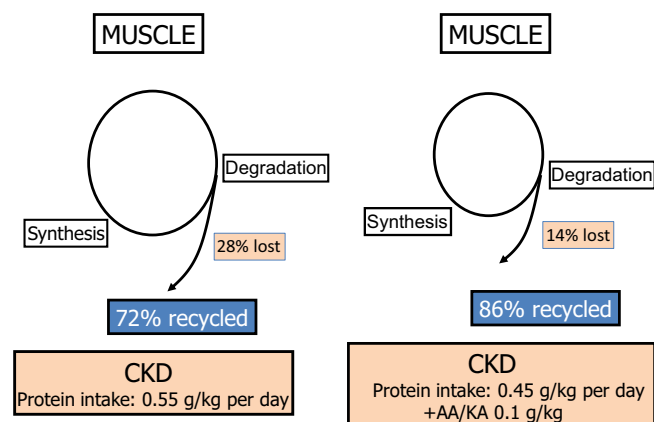 MUSCLE
Degradation
Synthesis
28% lost
72% recycled
CKD
Protein intake: 0.55 g/kg per day
MUSCLE
Degradation
Synthesis
14% lost
86% recycled
CKD
Protein intake: 0.45 g/kg per day
+AA/KA 0.1 g/kg